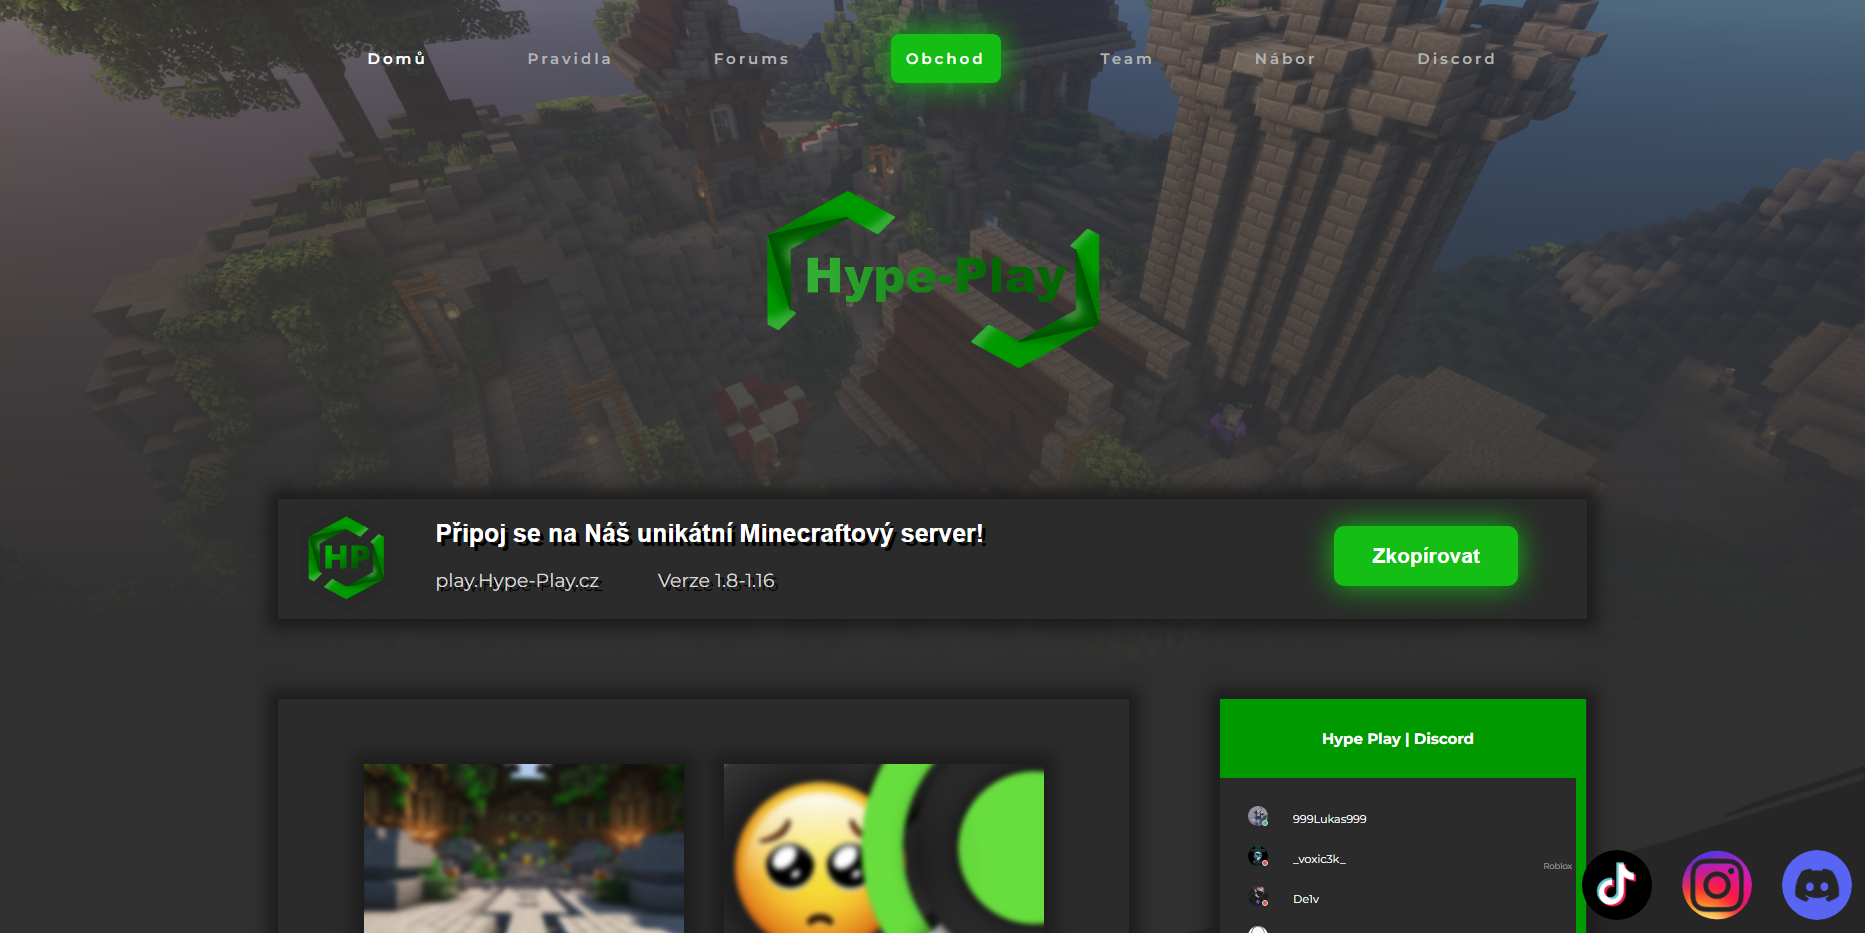 Domů
Pravidla
Forums
Obchod
Team
Nábor
Discord
Hype-Play
HP
Připoj se na Náš unikátní Minecraftový server!
play.Hype-Play.cz
Verze 1.8-1.16
Zkopírovat
Hype Play | Discord
999Lukas999
_voxic3k_
Roblox
De1v